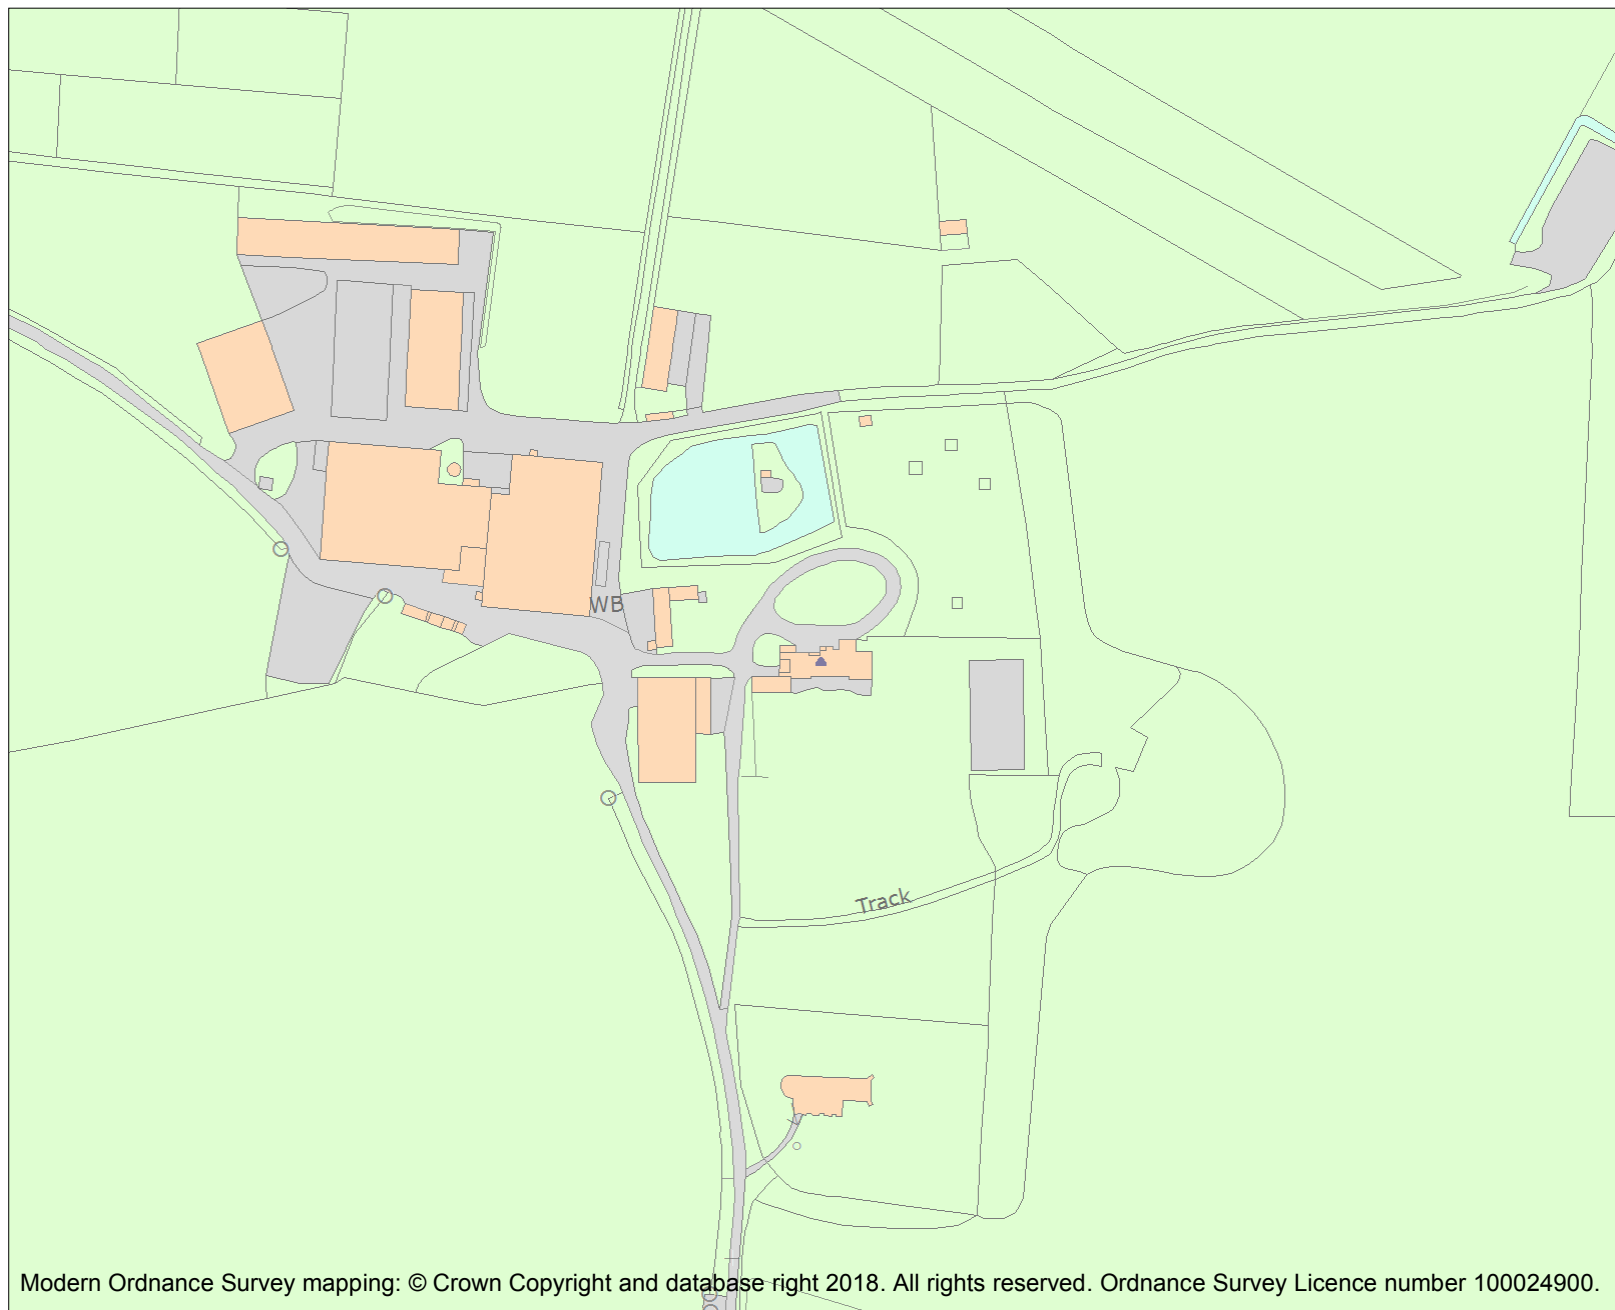 WB
Track
Modern Ordnance Survey mapping: © Crown Copyright and database right 2018. All rights reserved. Ordnance Survey Licence number 100024900.